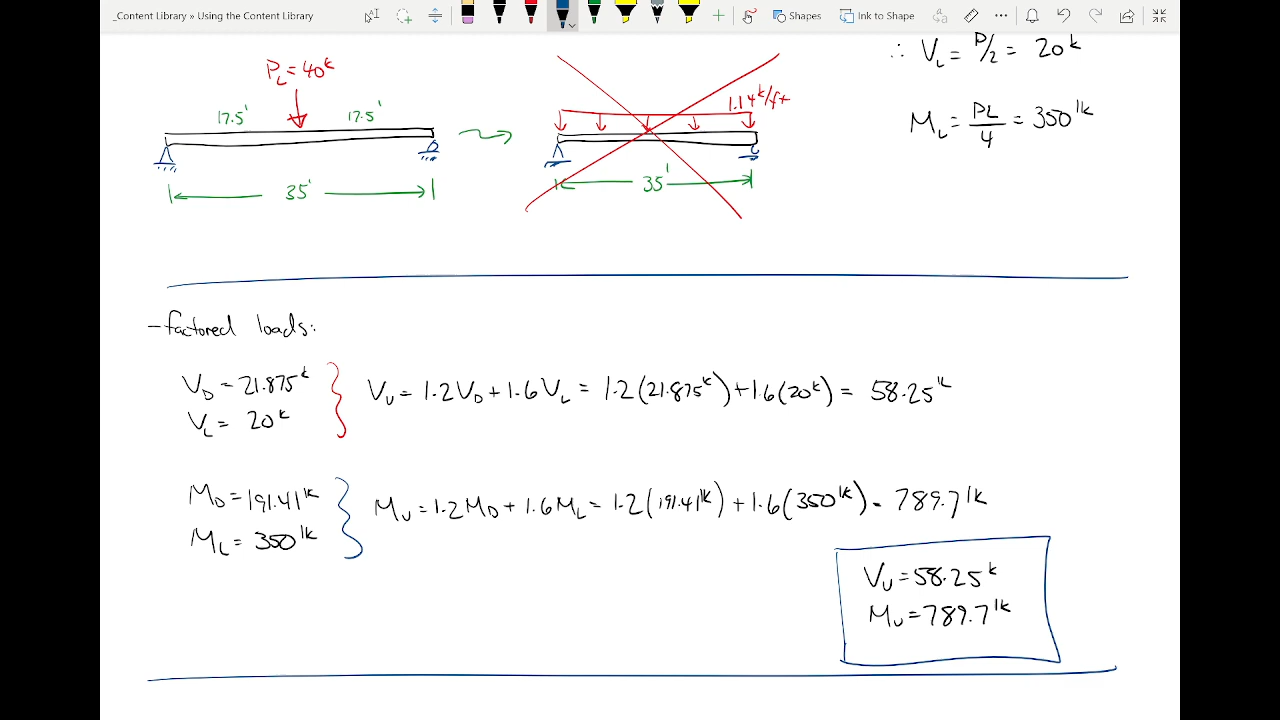 _Content Library » Using the Content Library
Shapes
Ink to Shape
∴ V_L = P/2 = 20^k
P_L = 40^k
17.5'
17.5'
1.14^k/ft
M_L = PL/4 = 350'^k
35'
35'
- factored loads:
V_D = 21.875^k
V_L = 20^k
V_U = 1.2V_D + 1.6V_L = 1.2(21.875^k) + 1.6(20^k) = 58.25^k
M_D = 191.41'^k
M_L = 350'^k
M_U = 1.2M_D + 1.6M_L = 1.2(191.41'^k) + 1.6(350'^k) = 789.7'^k
V_U = 58.25^k
M_U = 789.7'^k